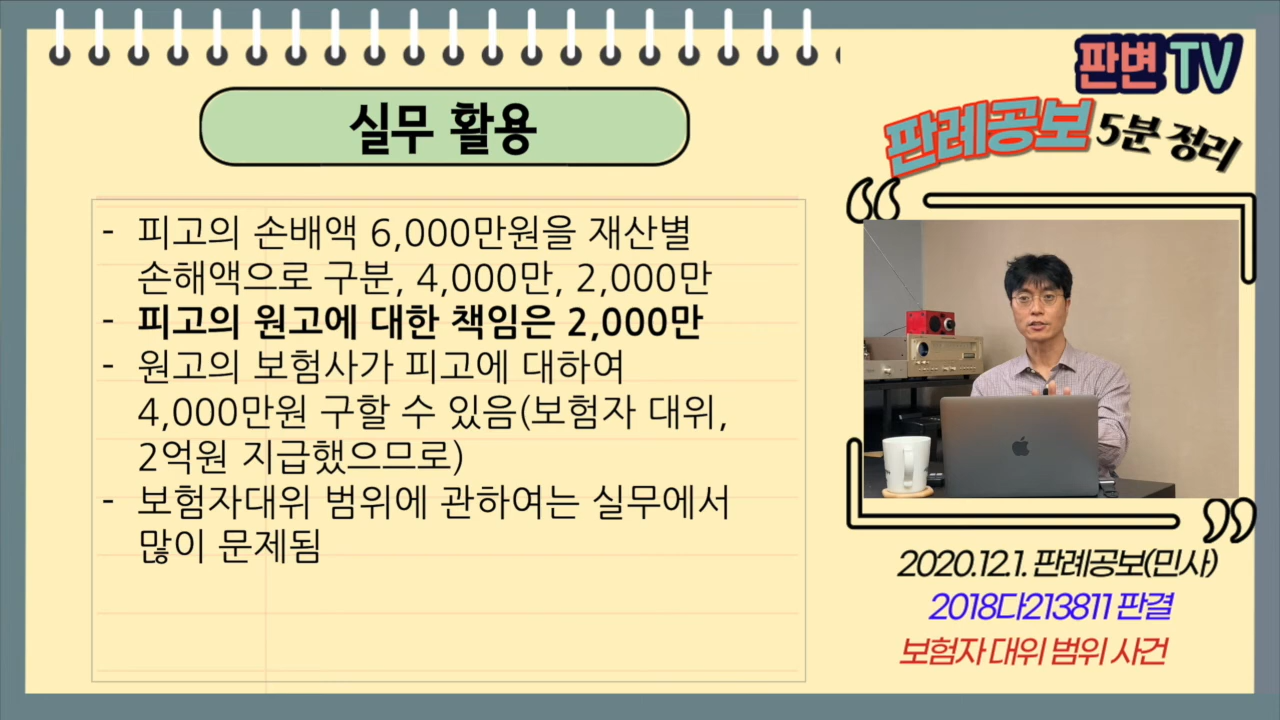 실무 활용
- 피고의 손배액 6,000만원을 재산별
손해액으로 구분, 4,000만, 2,000만
- 피고의 원고에 대한 책임은 2,000만
- 원고의 보험사가 피고에 대하여
4,000만원 구할 수 있음(보험자 대위,
2억원 지급했으므로)
- 보험자대위 범위에 관하여는 실무에서
많이 문제됨
판변 TV
판례공보 5분 정리
2020.12.1. 판례공보(민사)
2018다213811 판결
보험자 대위 범위 사건